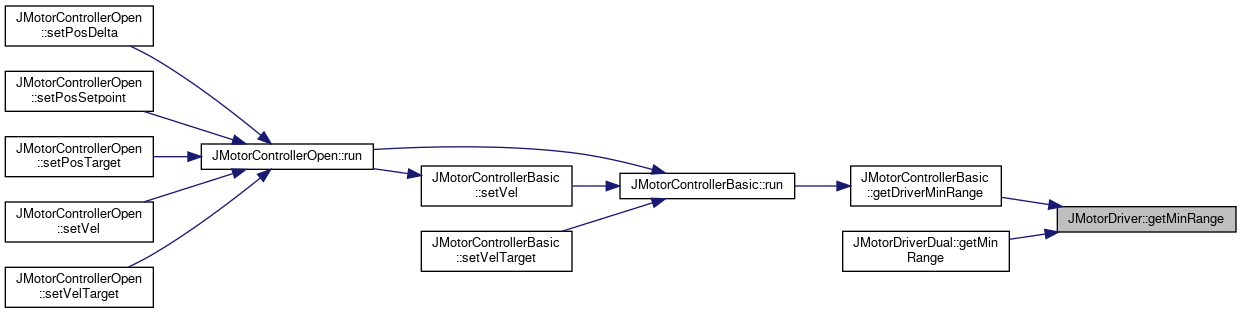 JMotorControllerOpen
::setPosDelta
JMotorControllerOpen
::setPosSetpoint
JMotorControllerOpen
::setPosTarget
JMotorControllerOpen
::setVel
JMotorControllerOpen
::setVelTarget
JMotorControllerOpen::run
JMotorControllerBasic
::setVel
JMotorControllerBasic
::setVelTarget
JMotorControllerBasic::run
JMotorControllerBasic
::getDriverMinRange
JMotorDriverDual::getMin
Range
JMotorDriver::getMinRange